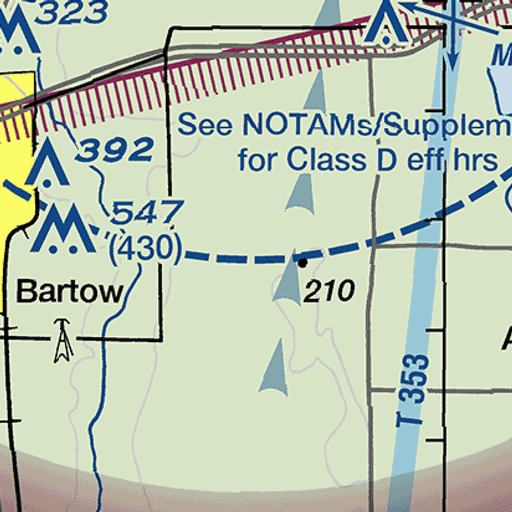 323
M
See NOTAMs/Supplem
for Class D eff hrs
392
547
(430)
Bartow
210
A
T 353